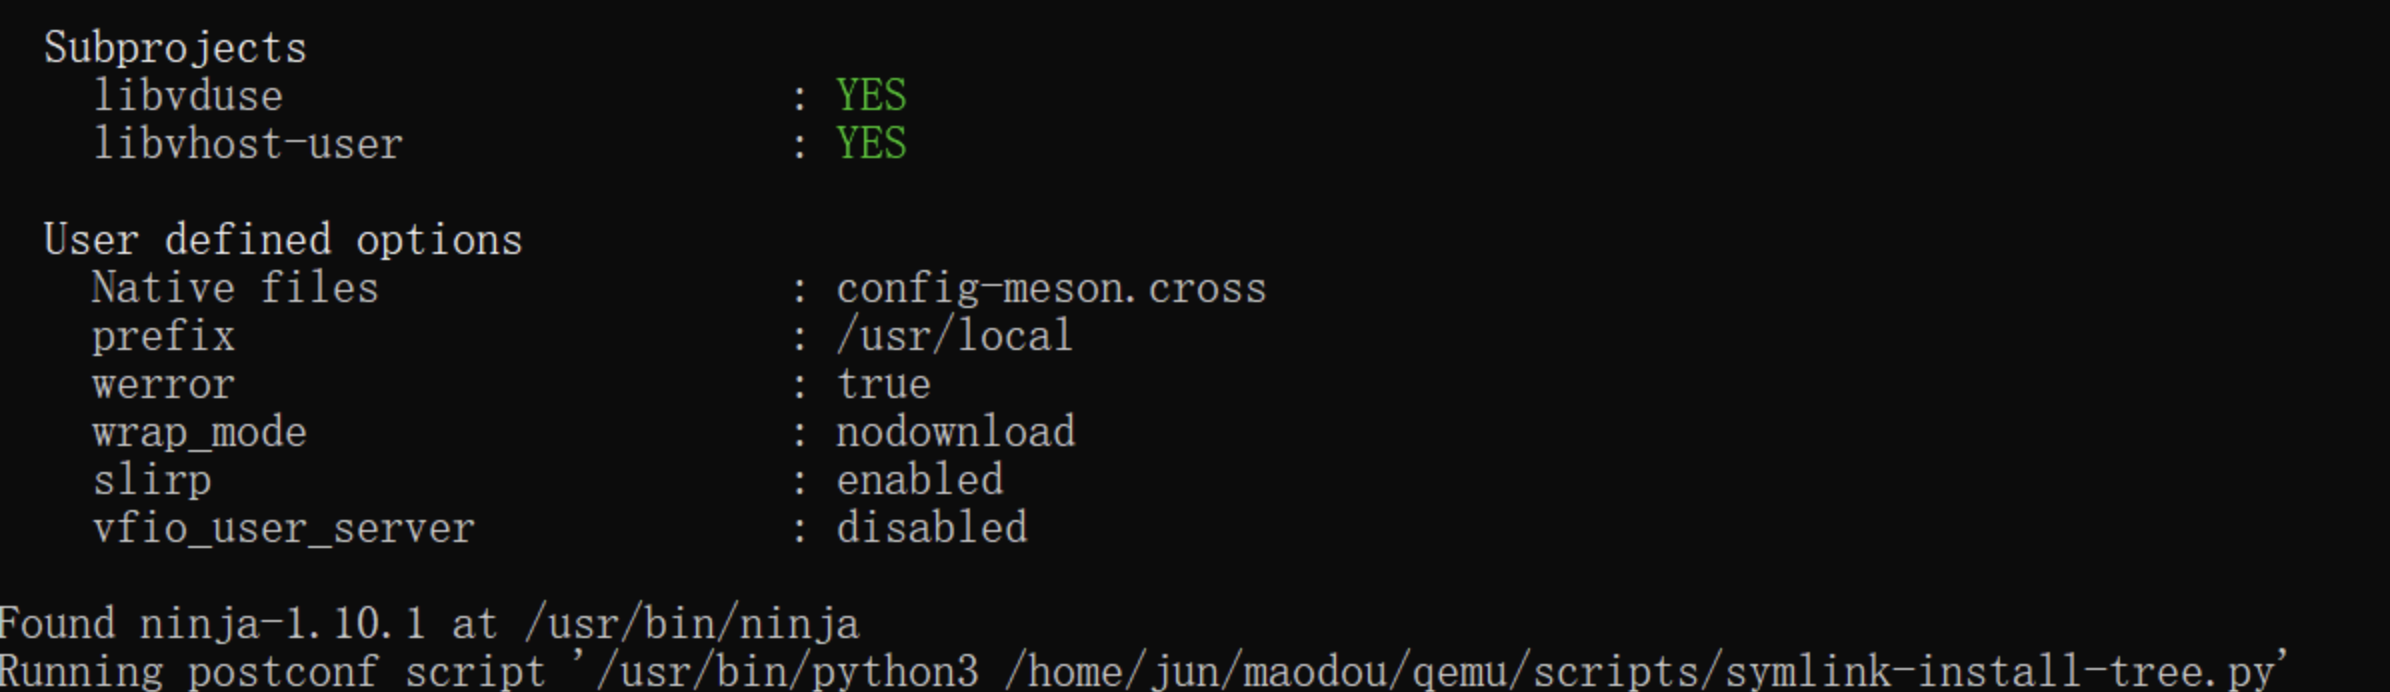 Subprojects
libvduse : YES
libvhost-user : YES
User defined options
Native files : config-meson.cross
prefix : /usr/local
werror : true
wrap_mode : nodownload
slirp : enabled
vfio_user_server : disabled
Found ninja-1.10.1 at /usr/bin/ninja
Running postconf script '/usr/bin/python3 /home/jun/maodou/qemu/scripts/symlink-install-tree.py'